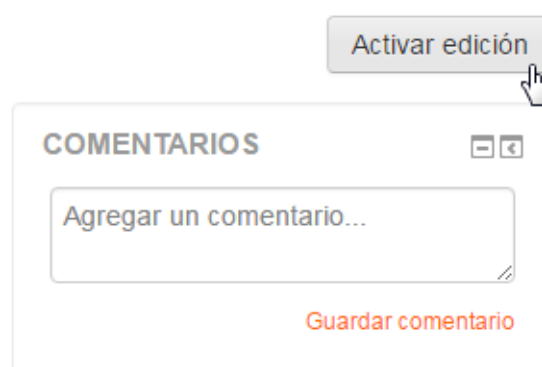 Activar edición
COMENTARIOS
Agregar un comentario...
Guardar comentario